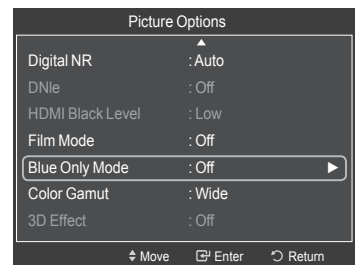 Picture Options
Digital NR : Auto
DNIe : Off
HDMI Black Level : Low
Film Mode : Off
Blue Only Mode : Off
Color Gamut : Wide
3D Effect : Off
Move Enter Return